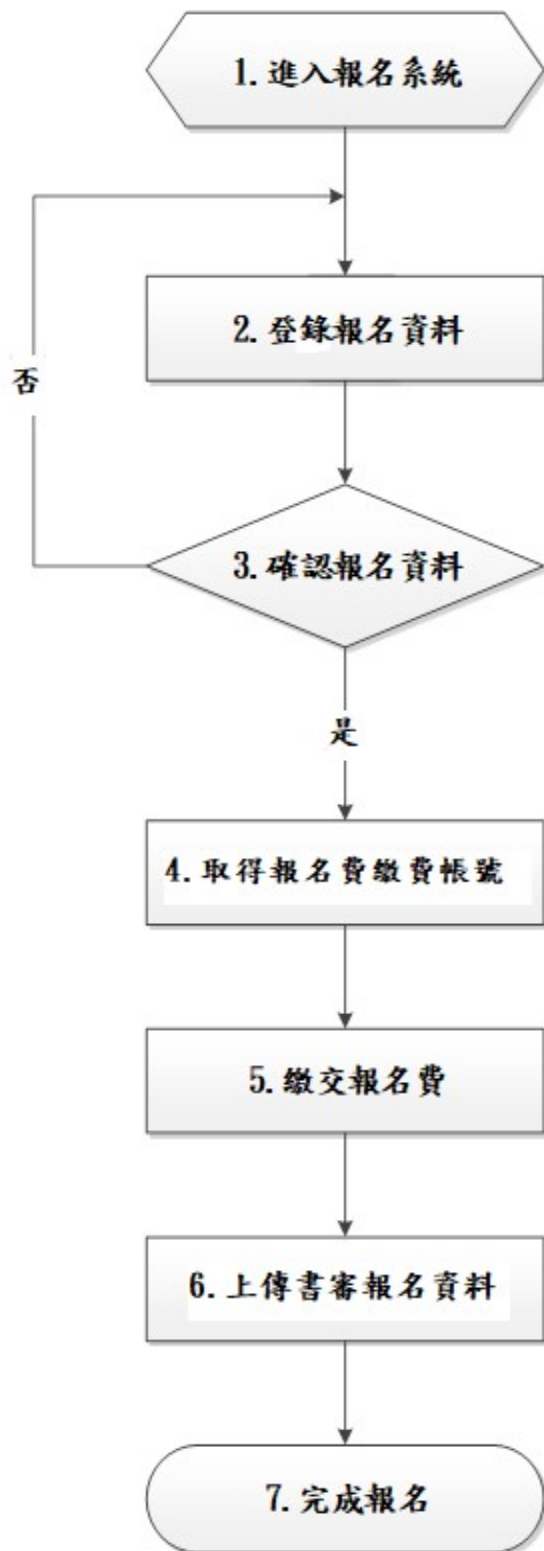 1. 進入報名系統
2. 登錄報名資料
否
3. 確認報名資料
是
4. 取得報名費繳費帳號
5. 繳交報名費
6. 上傳書審報名資料
7. 完成報名